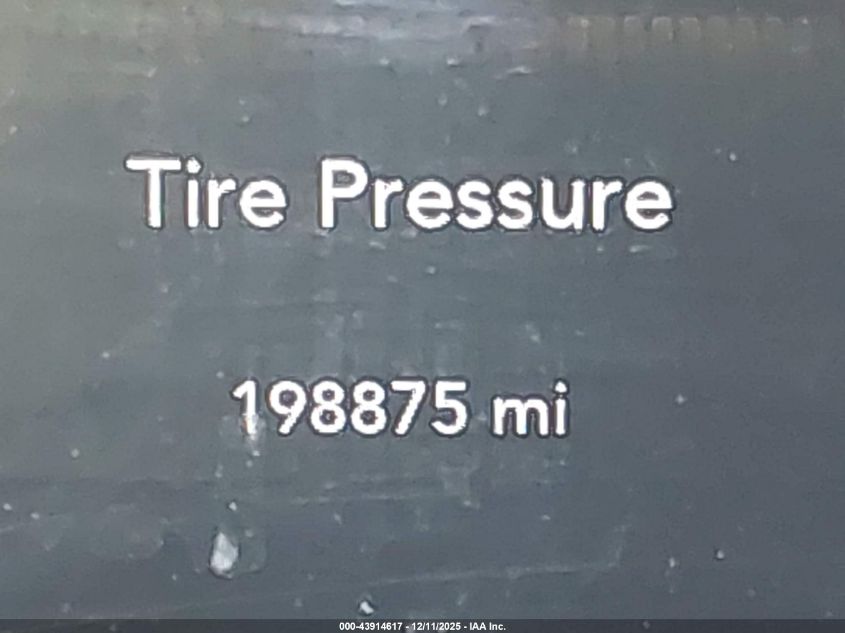 Tire Pressure
198875 mi
000-43914617 - 12/11/2025 - IAA Inc.